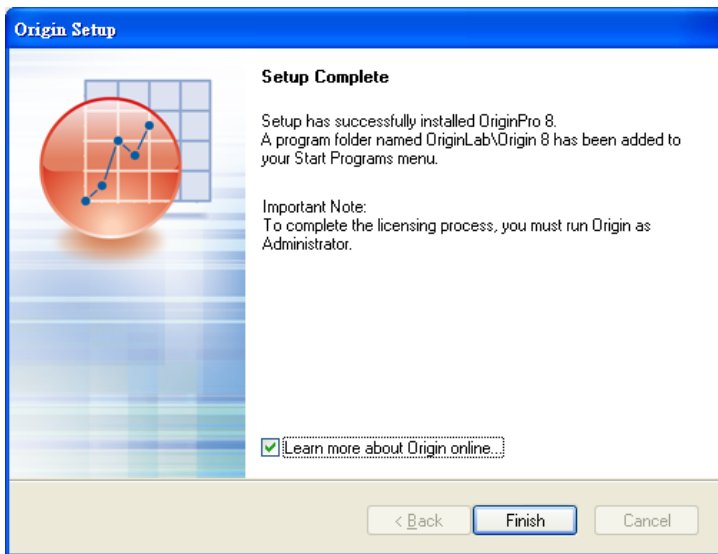 Origin Setup
Setup Complete
Setup has successfully installed OriginPro 8.
A program folder named OriginLab\Origin 8 has been added to
your Start Programs menu.
Important Note:
To complete the licensing process, you must run Origin as
Administrator.
Learn more about Origin online...
< Back
Finish
Cancel